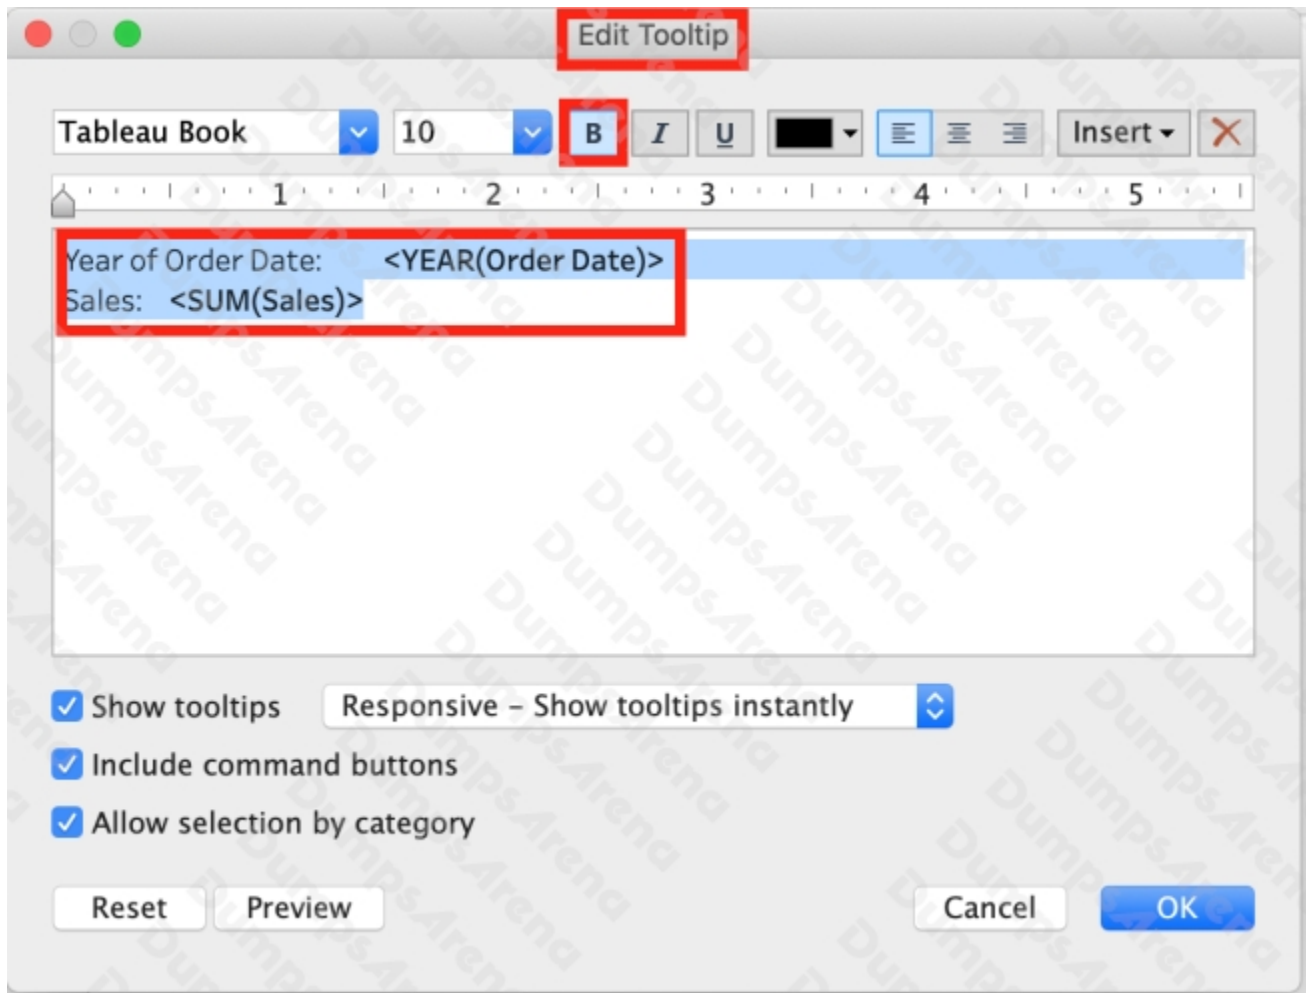 Edit Tooltip
Tableau Book 10 B I U Insert
1 2 3 4 5
Year of Order Date: <YEAR(Order Date)>
Sales: <SUM(Sales)>
Show tooltips Responsive – Show tooltips instantly
Include command buttons
Allow selection by category
Reset Preview Cancel OK
DumpsArena